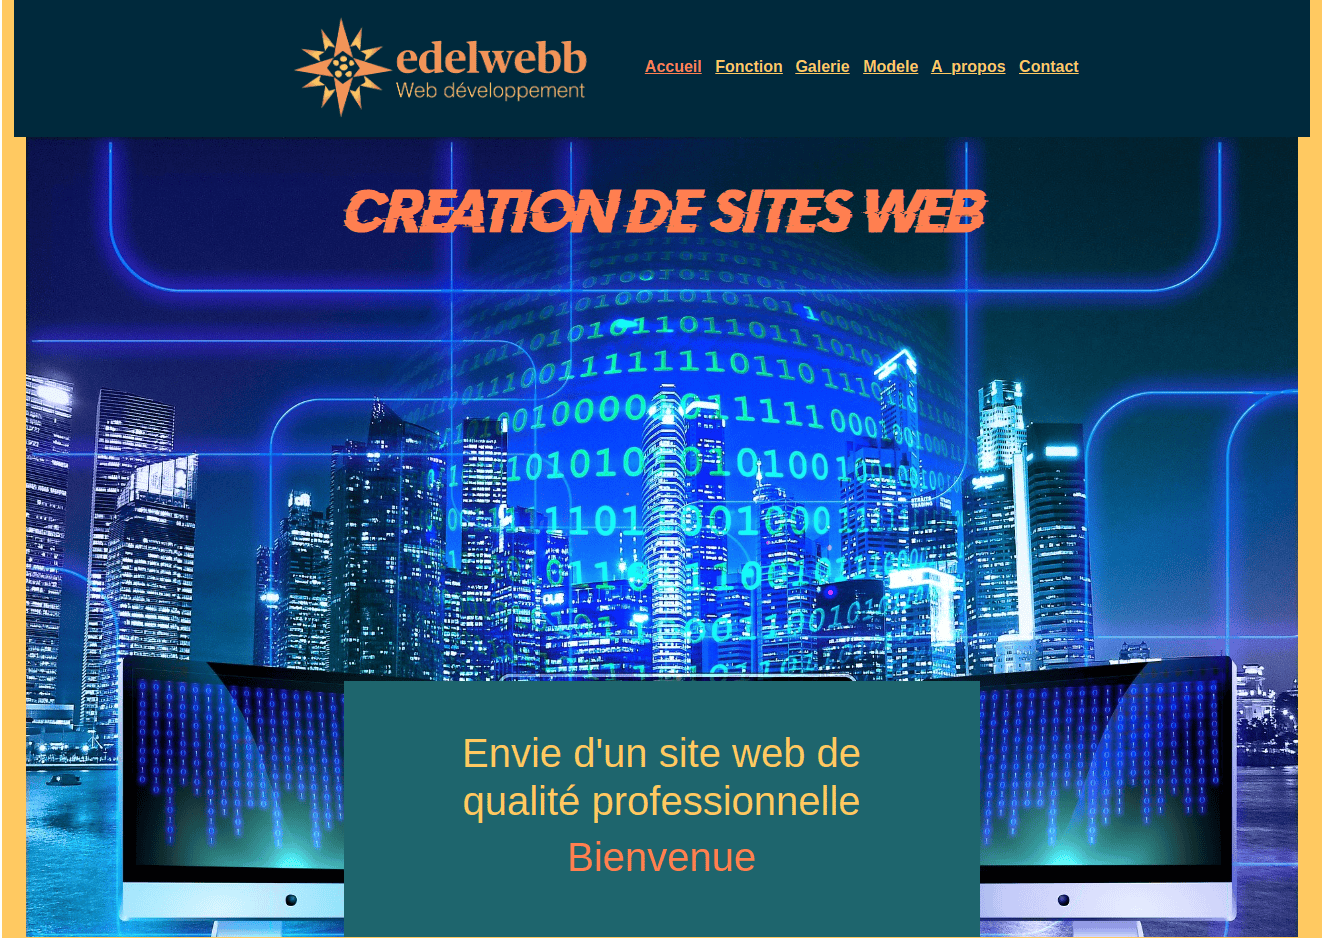 edelwebb
Web développement
Accueil Fonction Galerie Modele A propos Contact
CREATION DE SITES WEB
Envie d'un site web de
qualité professionnelle
Bienvenue